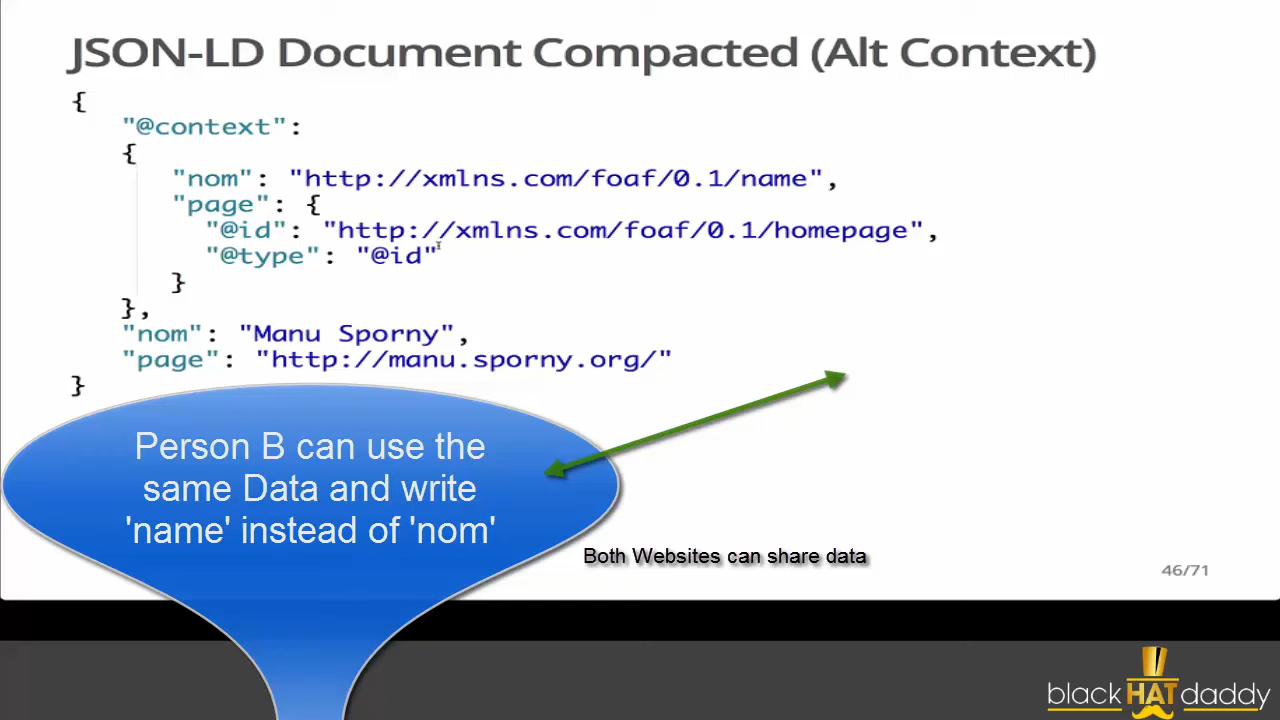 JSON-LD Document Compacted (Alt Context)
{
"@context":
{
"nom": "http://xmlns.com/foaf/0.1/name",
"page": {
"@id": "http://xmlns.com/foaf/0.1/homepage",
"@type": "@id"
}
},
"nom": "Manu Sporny",
"page": "http://manu.sporny.org/"
}
Person B can use the
same Data and write
'name' instead of 'nom'
Both Websites can share data
46/71
blackHATdaddy